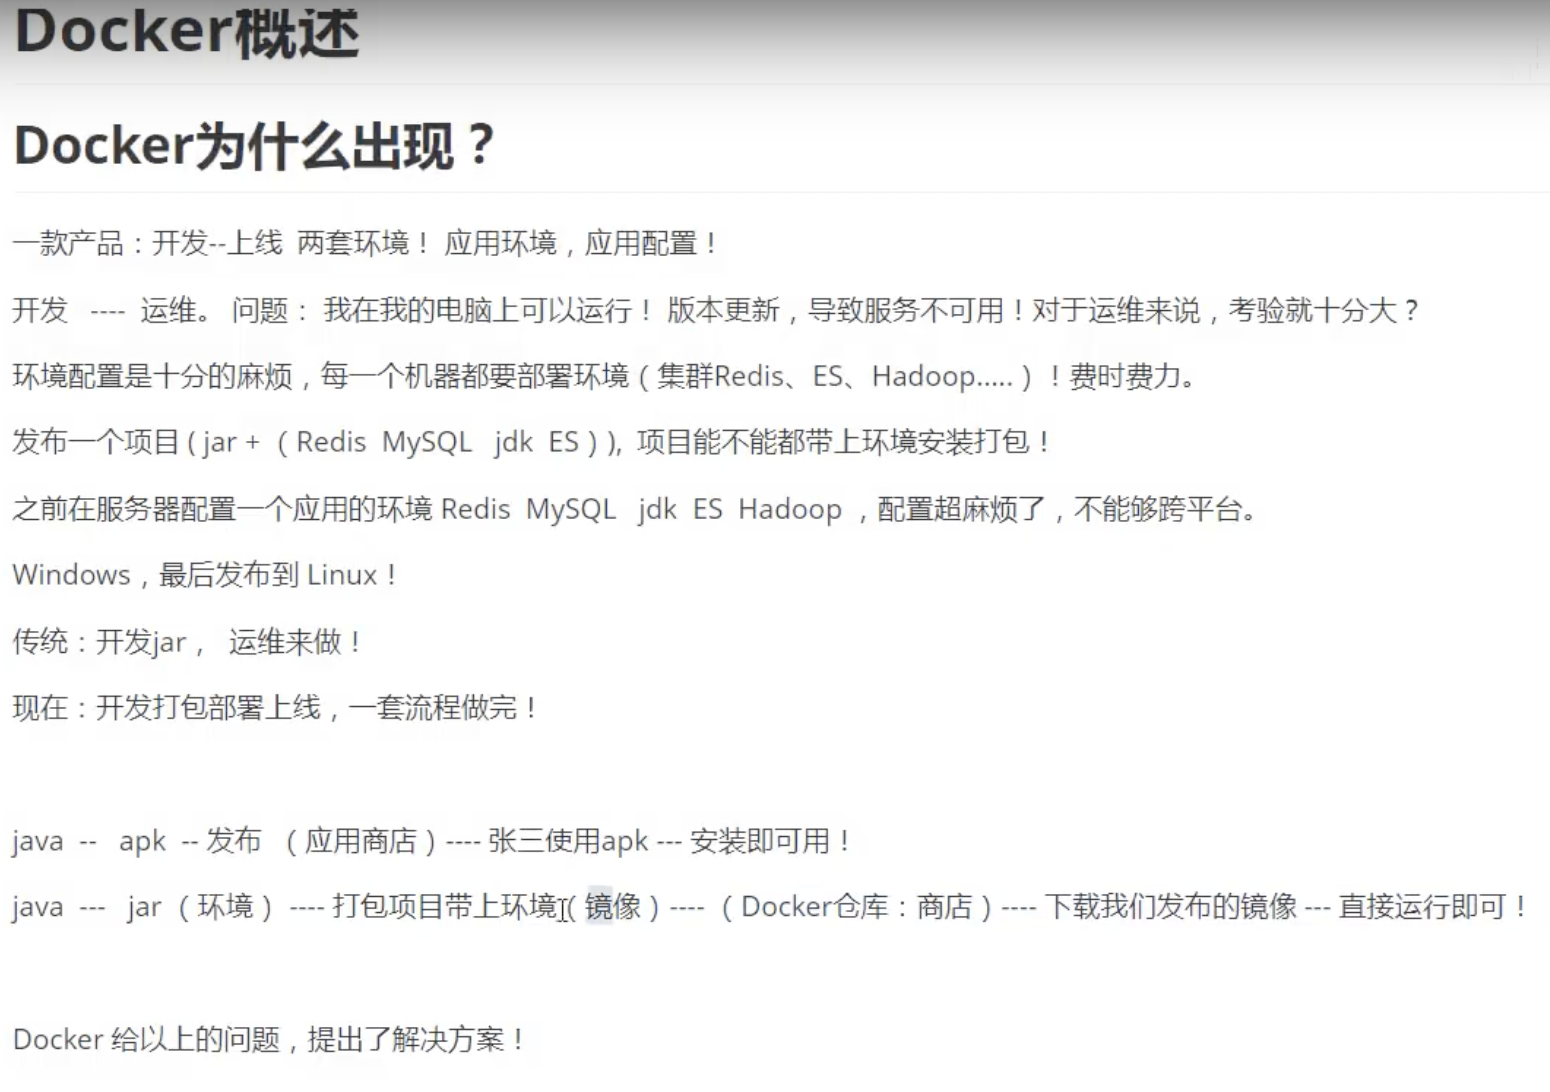 Docker概述
Docker为什么出现？
一款产品：开发--上线 两套环境！ 应用环境，应用配置！
开发 ---- 运维。 问题： 我在我的电脑上可以运行！ 版本更新，导致服务不可用！对于运维来说，考验就十分大？
环境配置是十分的麻烦，每一个机器都要部署环境（集群Redis、ES、Hadoop.....）！费时费力。
发布一个项目 ( jar + （ Redis MySQL jdk ES ) ), 项目能不能都带上环境安装打包！
之前在服务器配置一个应用的环境 Redis MySQL jdk ES Hadoop ，配置超麻烦了，不能够跨平台。
Windows，最后发布到 Linux！
传统：开发jar， 运维来做！
现在：开发打包部署上线，一套流程做完！
java -- apk -- 发布 （应用商店）---- 张三使用apk --- 安装即可用！
java --- jar（环境） ---- 打包项目带上环境（镜像）---- （Docker仓库：商店）---- 下载我们发布的镜像 --- 直接运行即可！
Docker 给以上的问题，提出了解决方案！